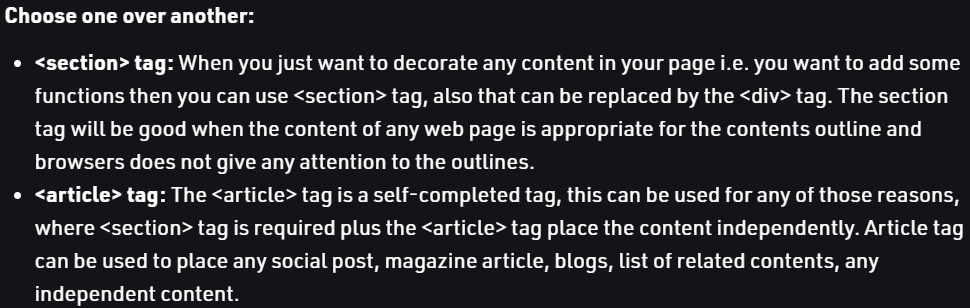 Choose one over another:
• <section> tag: When you just want to decorate any content in your page i.e. you want to add some
functions then you can use <section> tag, also that can be replaced by the <div> tag. The section
tag will be good when the content of any web page is appropriate for the contents outline and
browsers does not give any attention to the outlines.
• <article> tag: The <article> tag is a self-completed tag, this can be used for any of those reasons,
where <section> tag is required plus the <article> tag place the content independently. Article tag
can be used to place any social post, magazine article, blogs, list of related contents, any
independent content.